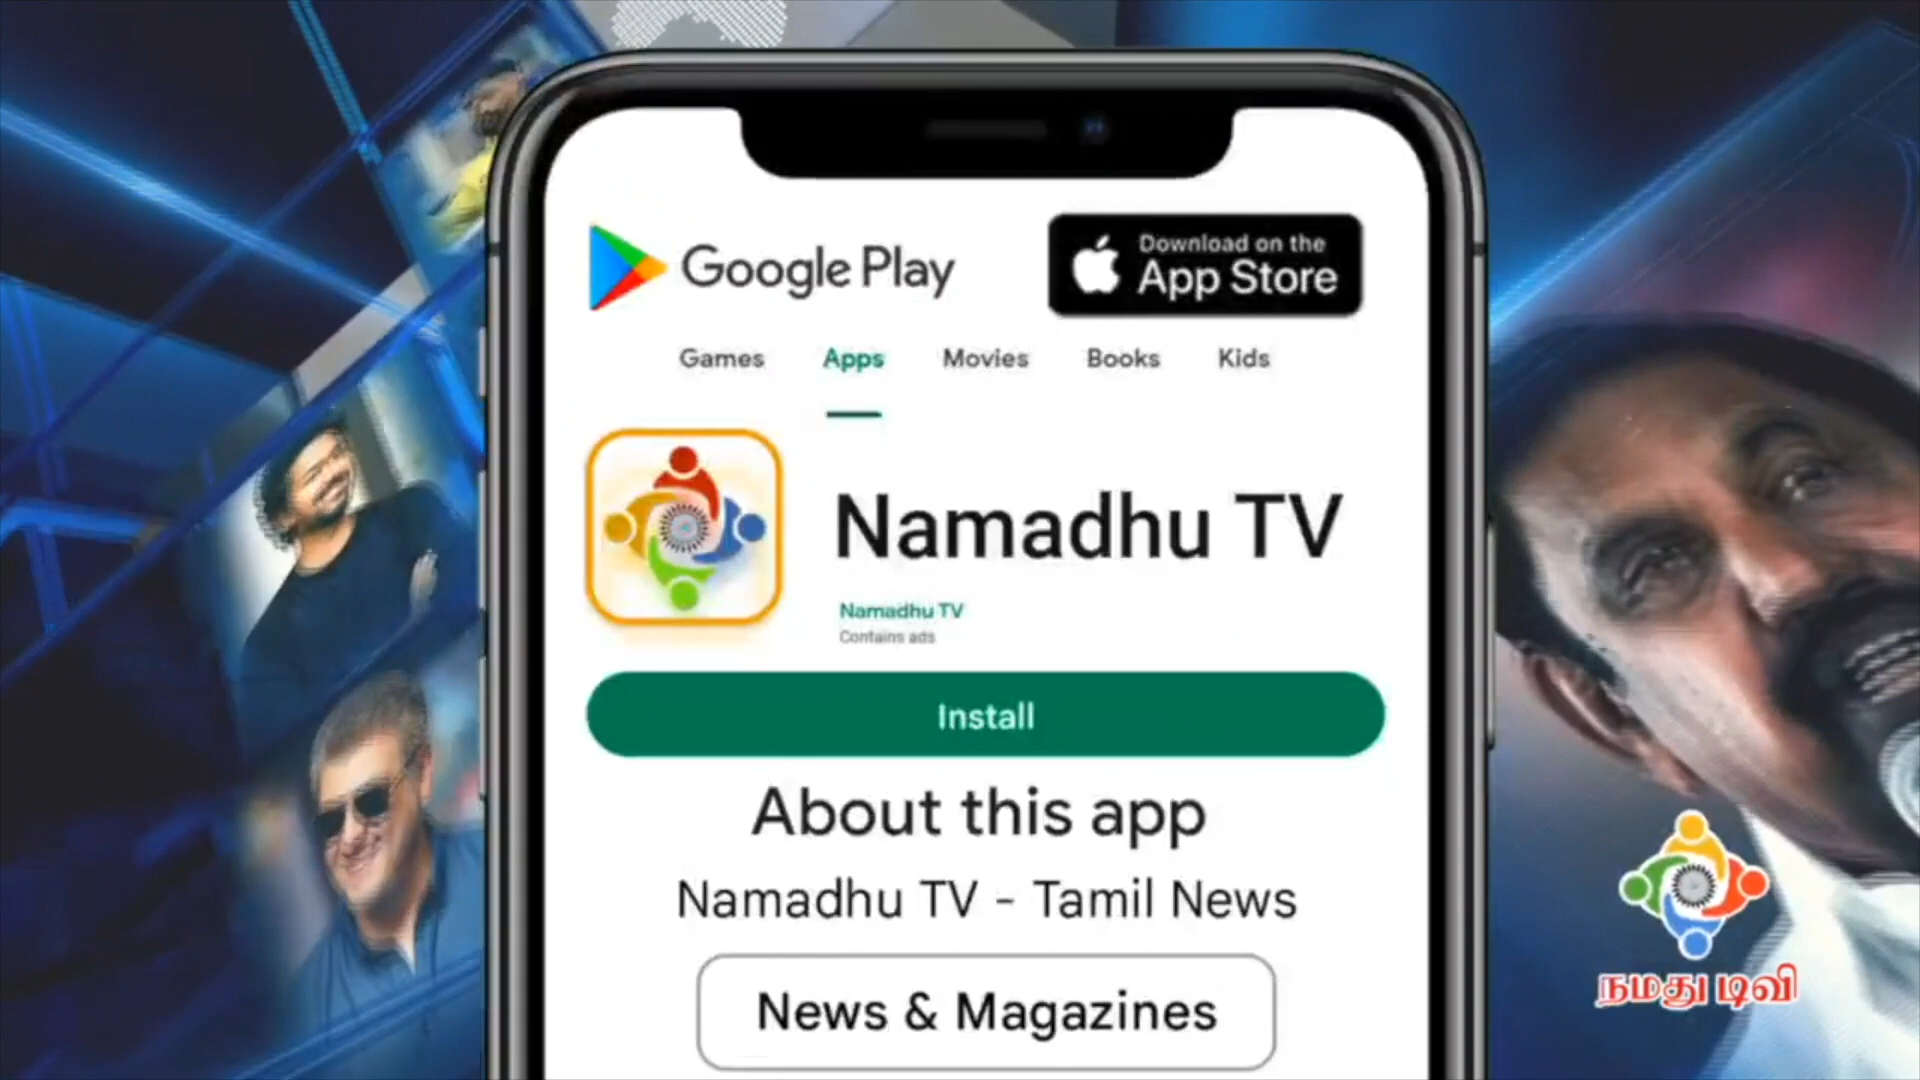 Google Play
Download on the
App Store
Games Apps Movies Books Kids
Namadhu TV
Namadhu TV
Contains ads
Install
About this app
Namadhu TV - Tamil News
News & Magazines
நமது டிவி